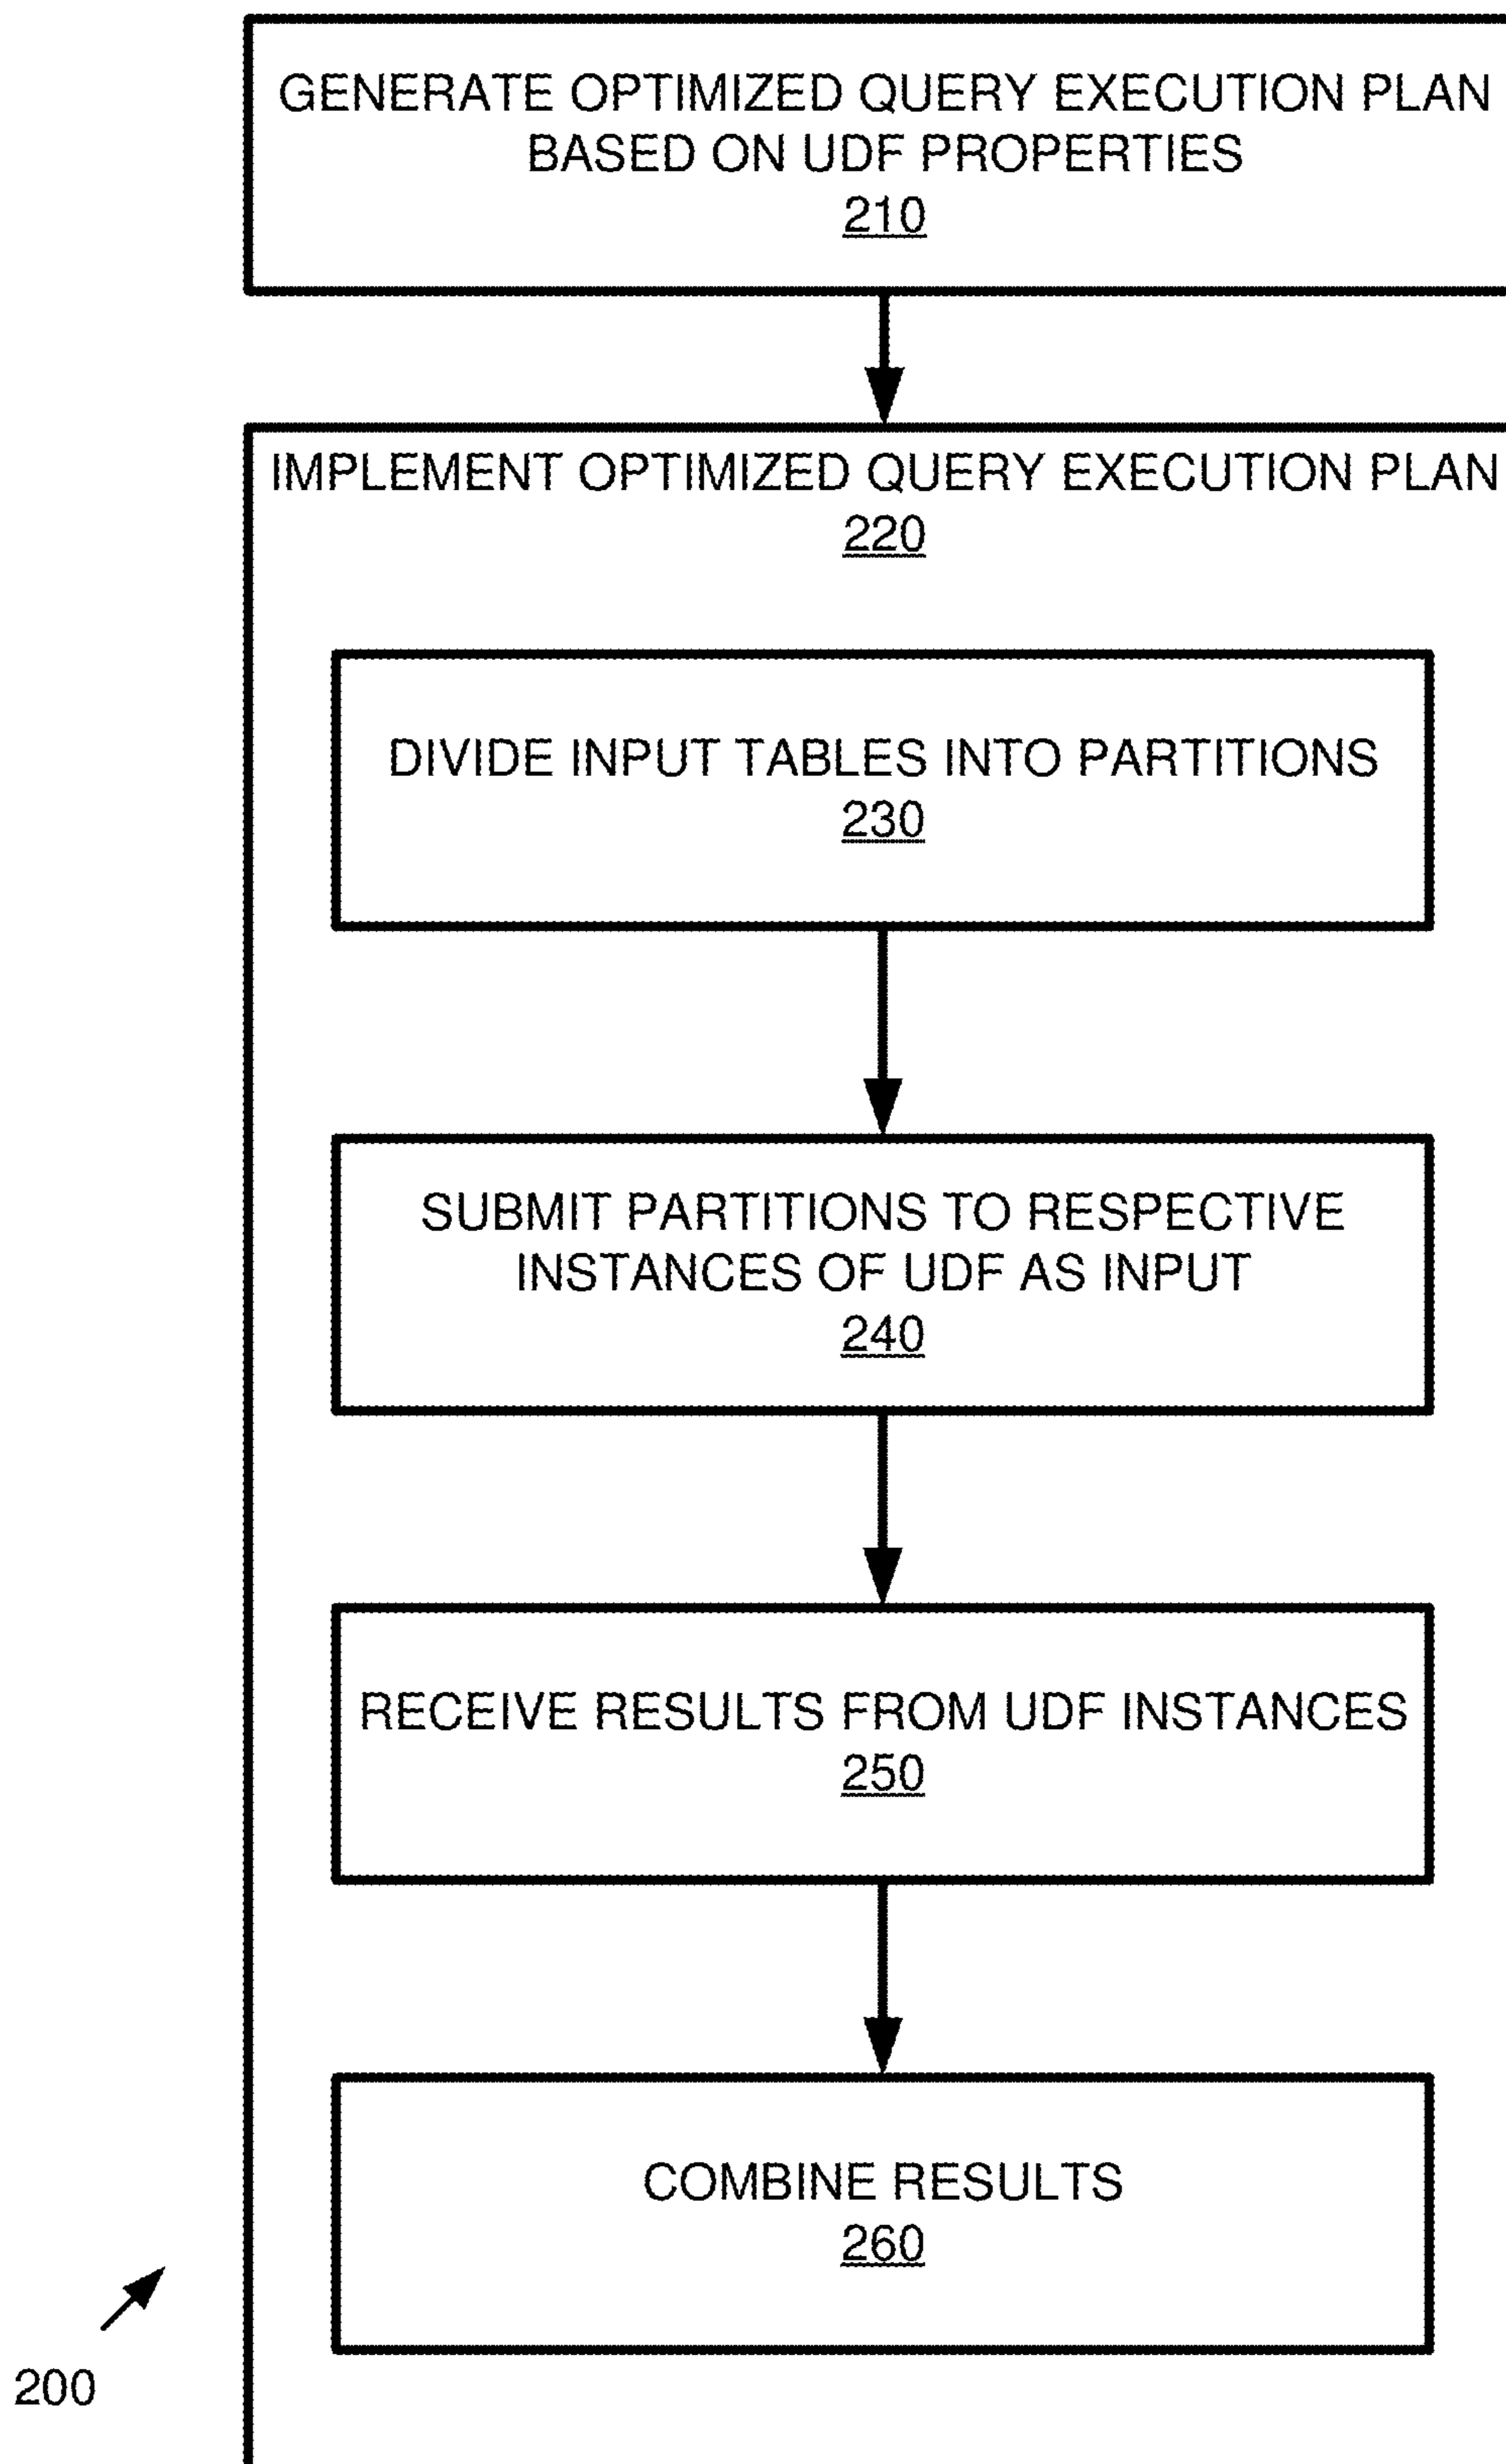 GENERATE OPTIMIZED QUERY EXECUTION PLAN
BASED ON UDF PROPERTIES
210
IMPLEMENT OPTIMIZED QUERY EXECUTION PLAN
220
DIVIDE INPUT TABLES INTO PARTITIONS
230
SUBMIT PARTITIONS TO RESPECTIVE
INSTANCES OF UDF AS INPUT
240
RECEIVE RESULTS FROM UDF INSTANCES
250
COMBINE RESULTS
260
200